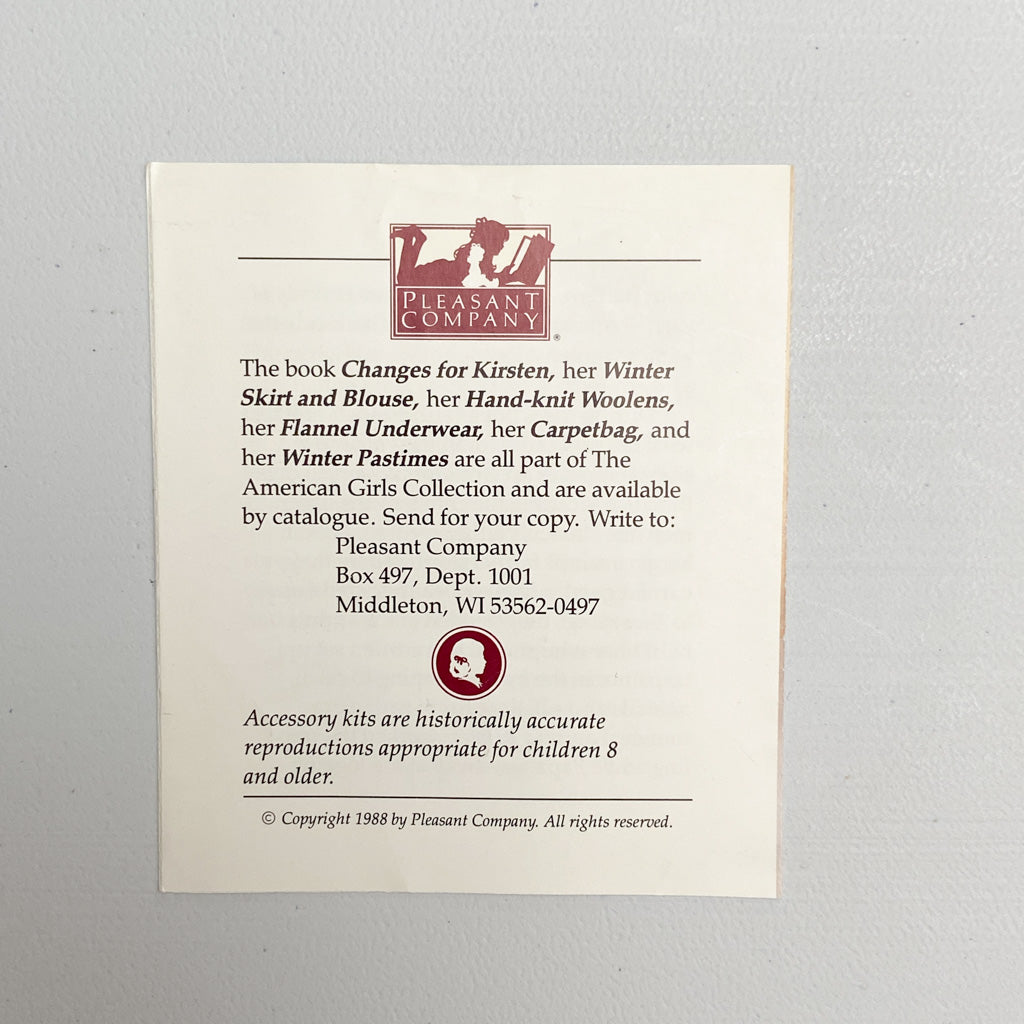 PLEASANT
COMPANY®
The book Changes for Kirsten, her Winter
Skirt and Blouse, her Hand-knit Woolens,
her Flannel Underwear, her Carpetbag, and
her Winter Pastimes are all part of The
American Girls Collection and are available
by catalogue. Send for your copy. Write to:
Pleasant Company
Box 497, Dept. 1001
Middleton, WI 53562-0497
Accessory kits are historically accurate
reproductions appropriate for children 8
and older.
© Copyright 1988 by Pleasant Company. All rights reserved.